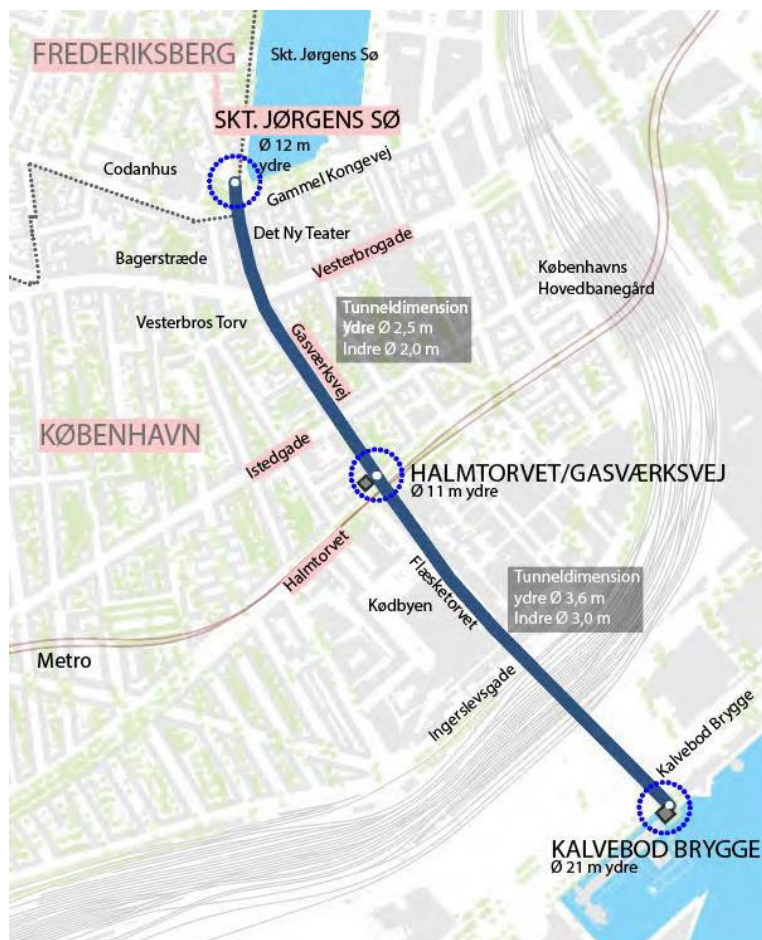 FREDERIKSBERG
Skt. Jørgens Sø
SKT. JØRGENS SØ
Ø 12 m
ydre
Codanhus
Gammel Kongevej
Det Ny Teater
Bagerstræde
Vesterbrogade
Københavns
Hovedbanegård
Vesterbros Torv
Tunneldimension
Ydre Ø 2,5 m
Indre Ø 2,0 m
Gasværksvej
KØBENHAVN
Istedgade
HALMTORVET/GASVÆRKSVEJ
Ø 11 m ydre
Halmtorvet
Flæsketorvet
Tunneldimension
ydre Ø 3,6 m
Indre Ø 3,0 m
Kødbyen
Metro
Ingerslevsgade
Kalvebod Brygge
KALVEBOD BRYGGE
Ø 21 m ydre